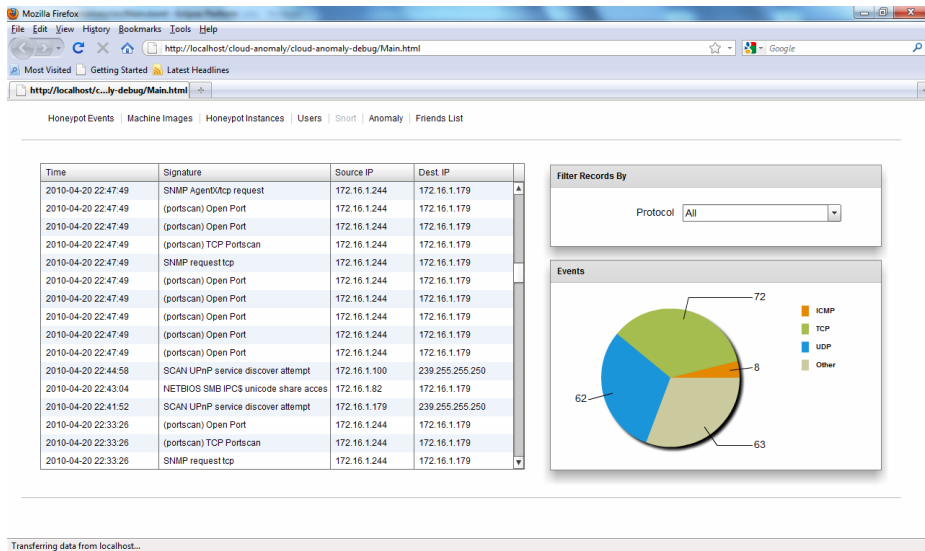 Mozilla Firefox
File Edit View History Bookmarks Tools Help
http://localhost/cloud-anomaly/cloud-anomaly-debug/Main.html
Google
Most Visited Getting Started Latest Headlines
http://localhost/c...ly-debug/Main.html
Honeypot Events | Machine Images | Honeypot Instances | Users | Snort | Anomaly | Friends List
Time Signature Source IP Dest. IP
2010-04-20 22:47:49 SNMP AgentX/tcp request 172.16.1.244 172.16.1.179
2010-04-20 22:47:49 (portscan) Open Port 172.16.1.244 172.16.1.179
2010-04-20 22:47:49 (portscan) Open Port 172.16.1.244 172.16.1.179
2010-04-20 22:47:49 (portscan) TCP Portscan 172.16.1.244 172.16.1.179
2010-04-20 22:47:49 SNMP request tcp 172.16.1.244 172.16.1.179
2010-04-20 22:47:49 (portscan) Open Port 172.16.1.244 172.16.1.179
2010-04-20 22:47:49 (portscan) Open Port 172.16.1.244 172.16.1.179
2010-04-20 22:47:49 (portscan) Open Port 172.16.1.244 172.16.1.179
2010-04-20 22:47:49 (portscan) Open Port 172.16.1.244 172.16.1.179
2010-04-20 22:47:49 (portscan) Open Port 172.16.1.244 172.16.1.179
2010-04-20 22:44:58 SCAN UPnP service discover attempt 172.16.1.100 239.255.255.250
2010-04-20 22:43:04 NETBIOS SMB IPC$ unicode share acces 172.16.1.82 172.16.1.179
2010-04-20 22:41:52 SCAN UPnP service discover attempt 172.16.1.179 239.255.255.250
2010-04-20 22:33:26 (portscan) Open Port 172.16.1.244 172.16.1.179
2010-04-20 22:33:26 (portscan) TCP Portscan 172.16.1.244 172.16.1.179
2010-04-20 22:33:26 SNMP request tcp 172.16.1.244 172.16.1.179
Filter Records By
Protocol All
Events
72
8
62
63
ICMP
TCP
UDP
Other
Transferring data from localhost...